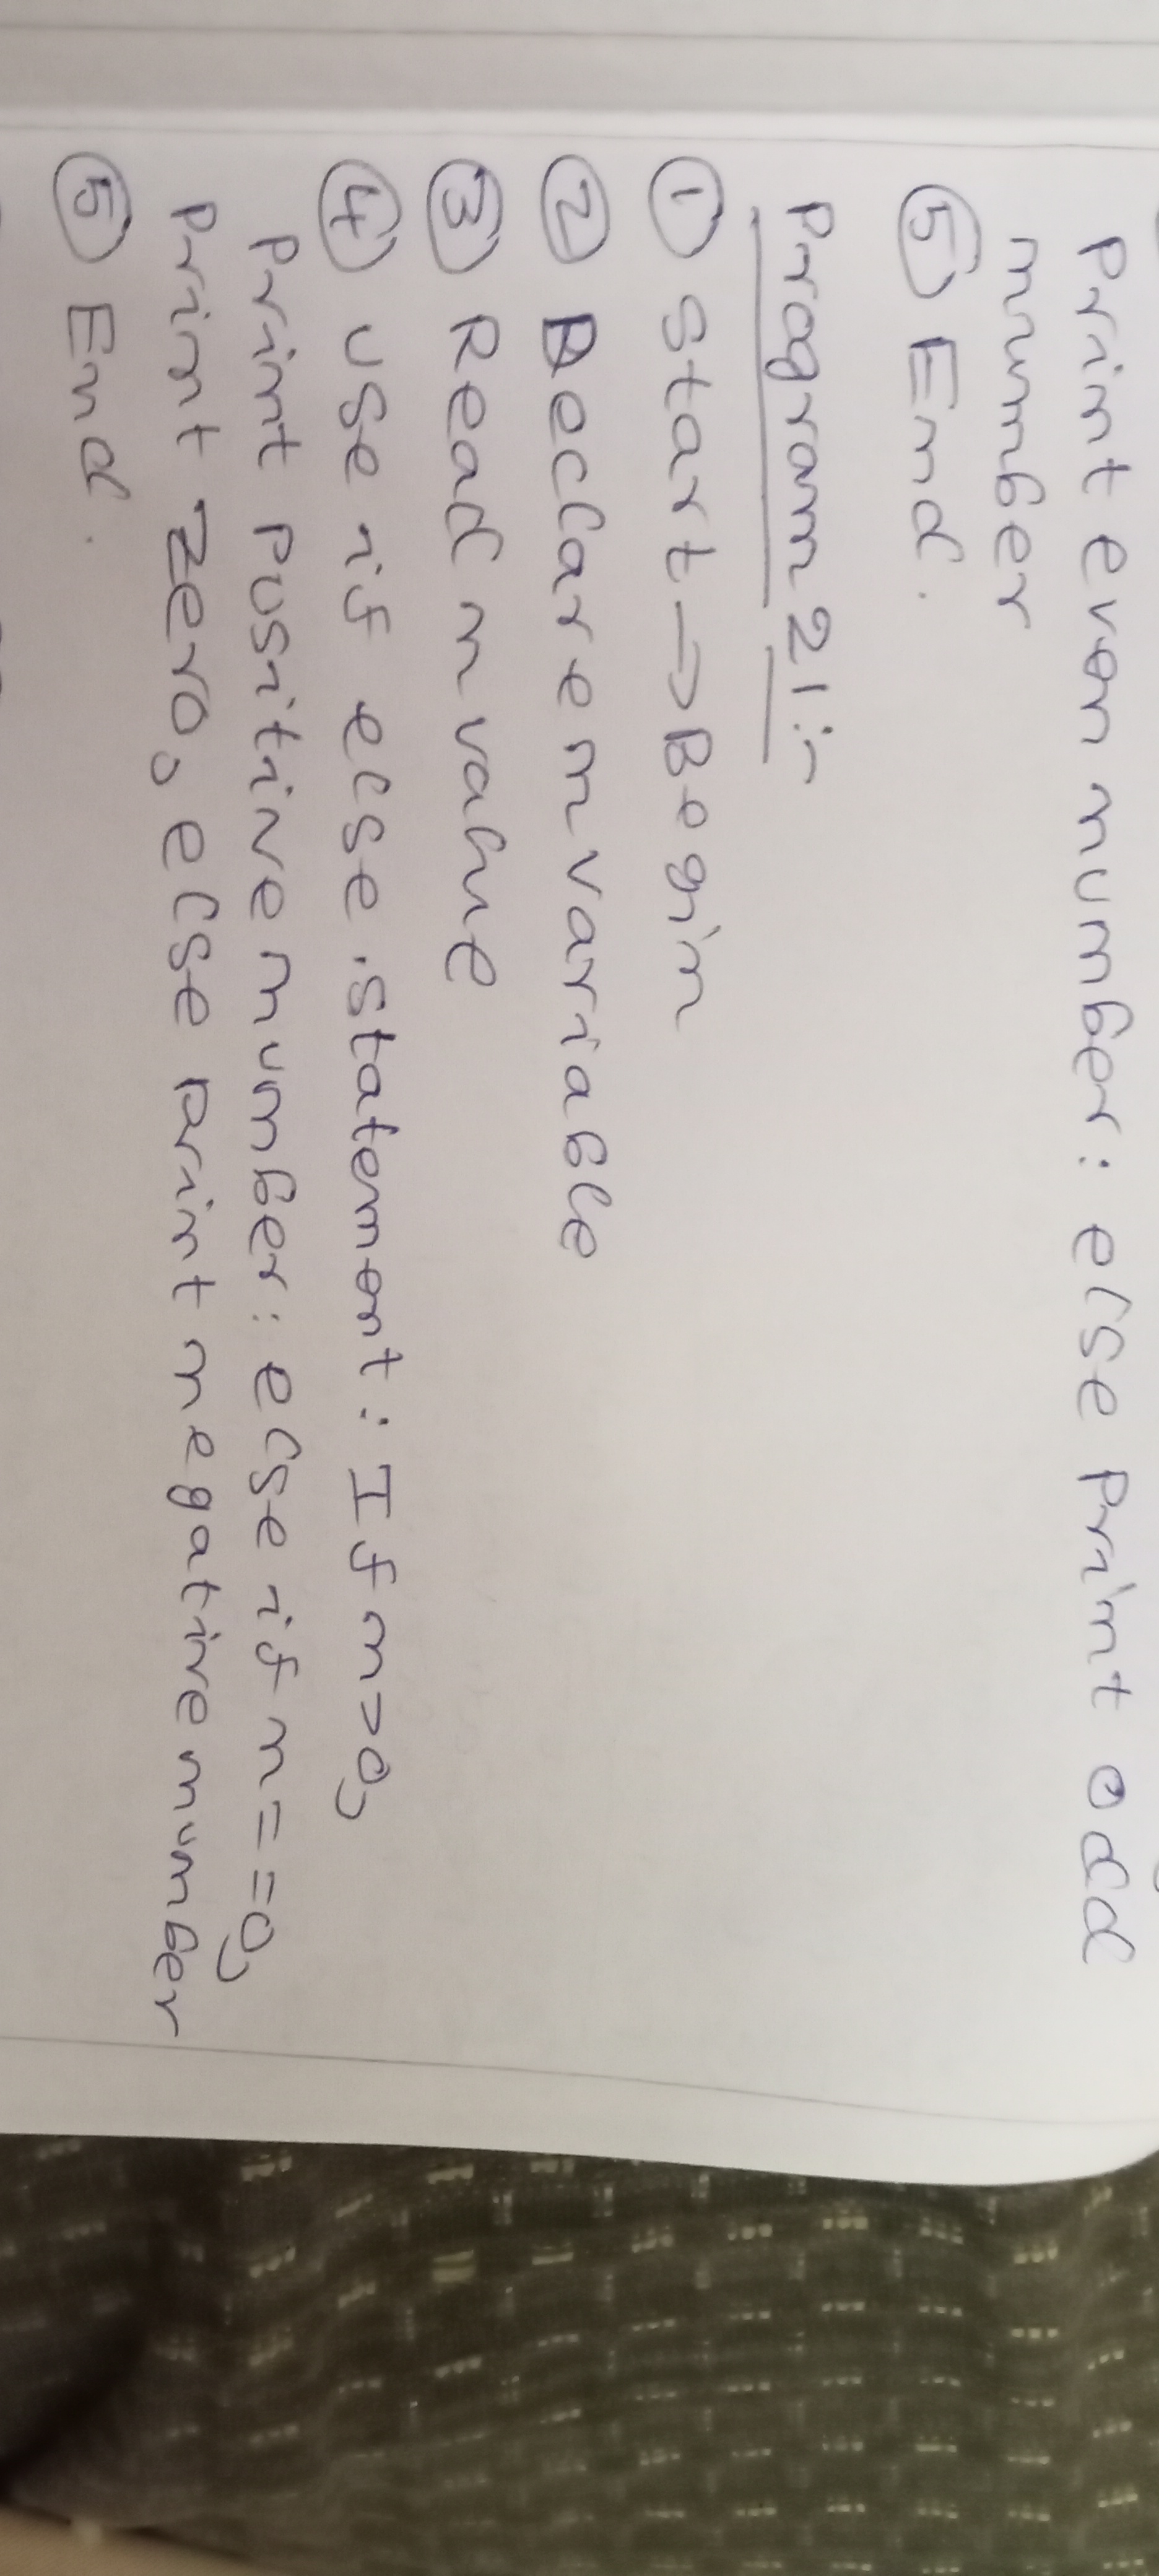 Print even number: else print odd
number
⑤ End.
Program 21:-
① Start→Begin
② Declare n variable
③ Read n value
④ use if else statement: If n>0,
print positive number: else if n==0,
print zero, else print negative number
⑤ End.